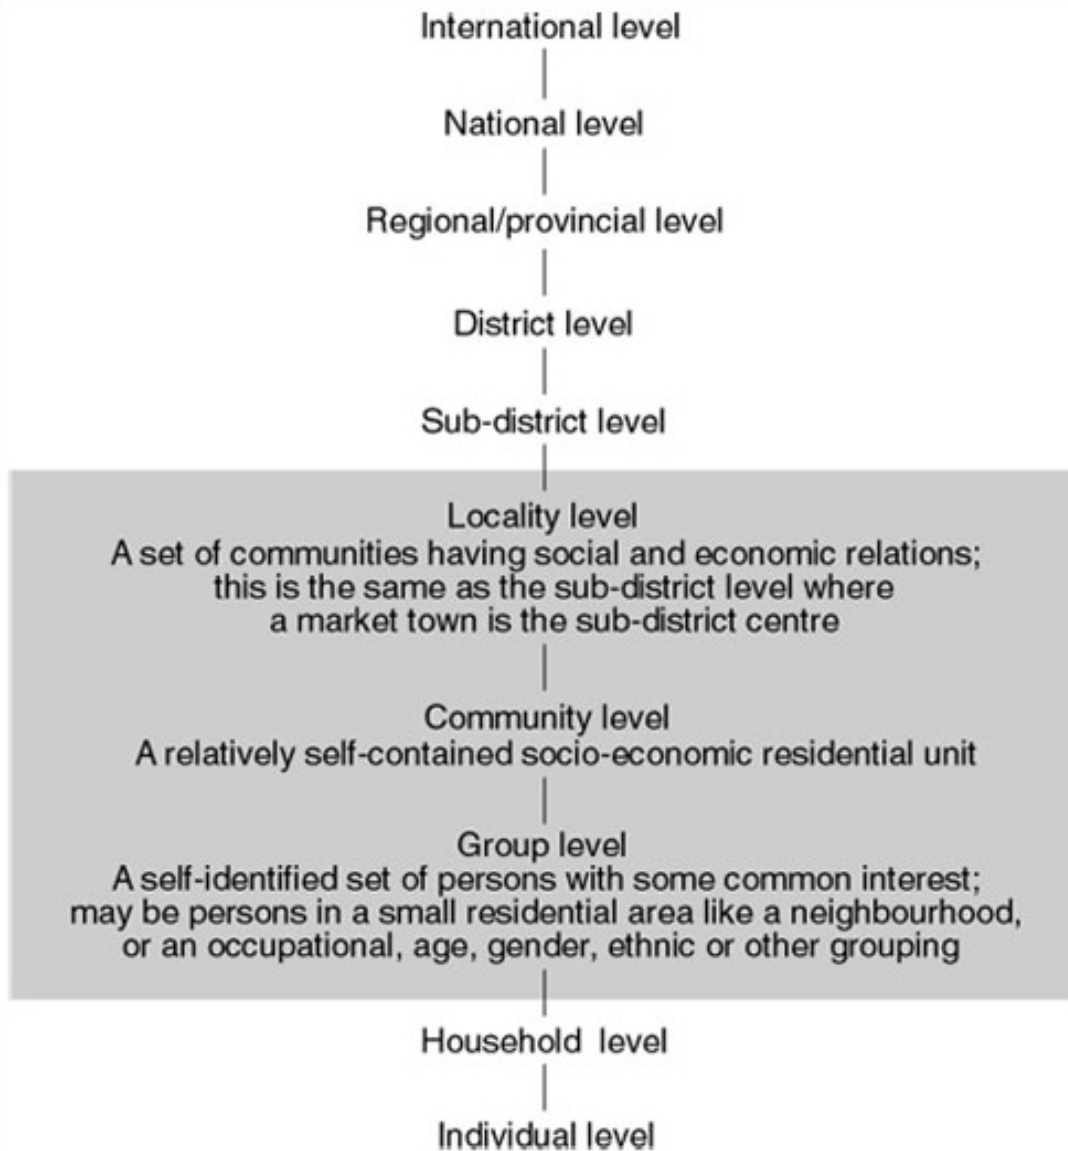 International level
National level
Regional/provincial level
District level
Sub-district level
Locality level
A set of communities having social and economic relations;
this is the same as the sub-district level where
a market town is the sub-district centre
Community level
A relatively self-contained socio-economic residential unit
Group level
A self-identified set of persons with some common interest;
may be persons in a small residential area like a neighbourhood,
or an occupational, age, gender, ethnic or other grouping
Household level
Individual level